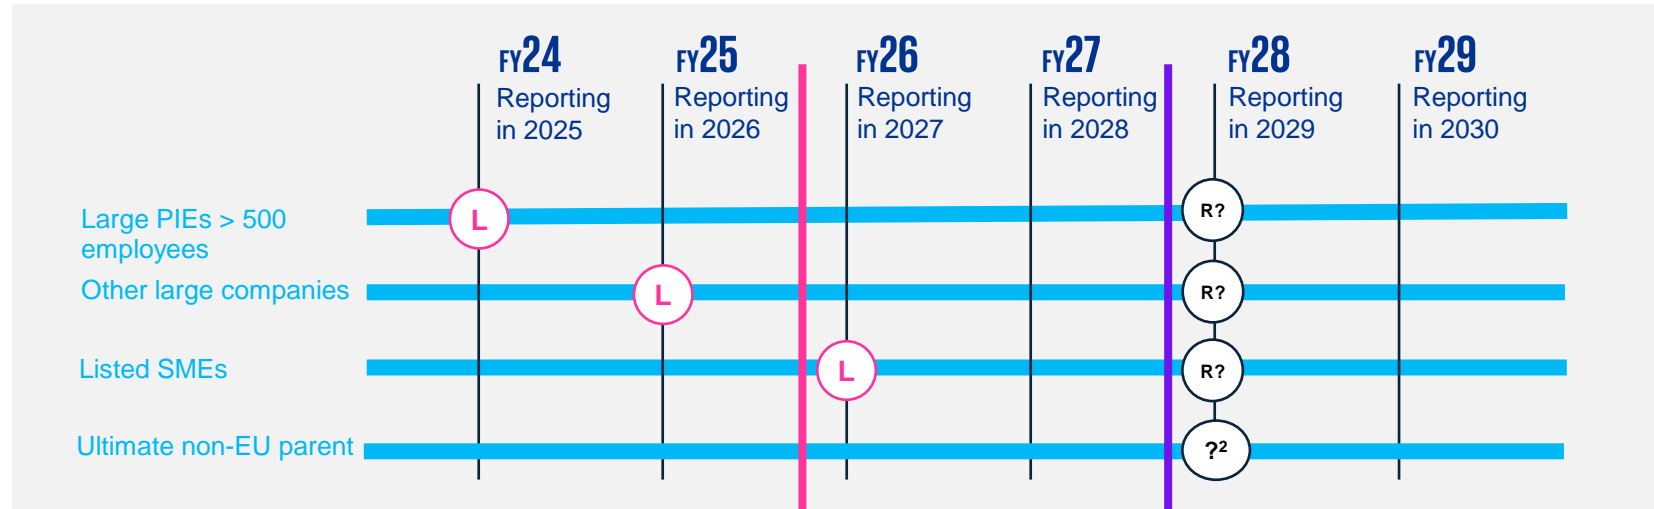 FY24
Reporting
in 2025
FY25
Reporting
in 2026
FY26
Reporting
in 2027
FY27
Reporting
in 2028
FY28
Reporting
in 2029
FY29
Reporting
in 2030
Large PIEs > 500
employees
L
R?
Other large companies
L
R?
Listed SMEs
L
R?
Ultimate non-EU parent
?²